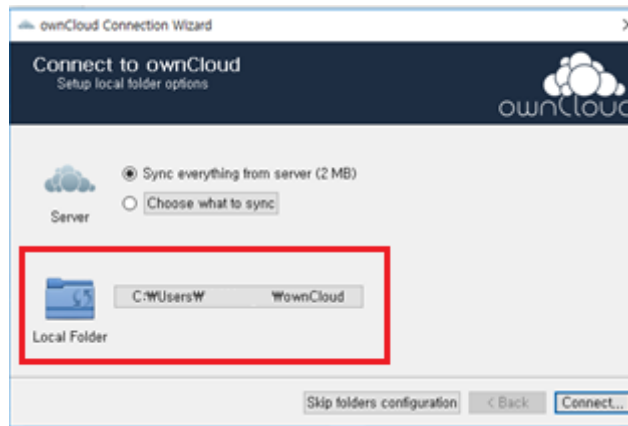 ownCloud Connection Wizard
Connect to ownCloud
Setup local folder options
ownCloud
Sync everything from server (2 MB)
Choose what to sync
Server
C:₩Users₩ ₩ownCloud
Local Folder
Skip folders configuration
< Back
Connect...